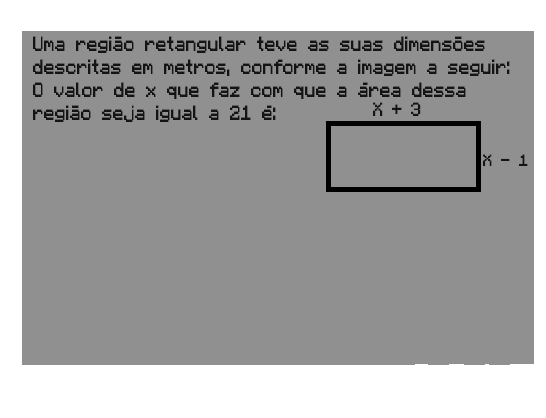 Uma região retangular teve as suas dimensões
descritas em metros, conforme a imagem a seguir:
O valor de x que faz com que a área dessa
região seja igual a 21 é:
X + 3
X - 1